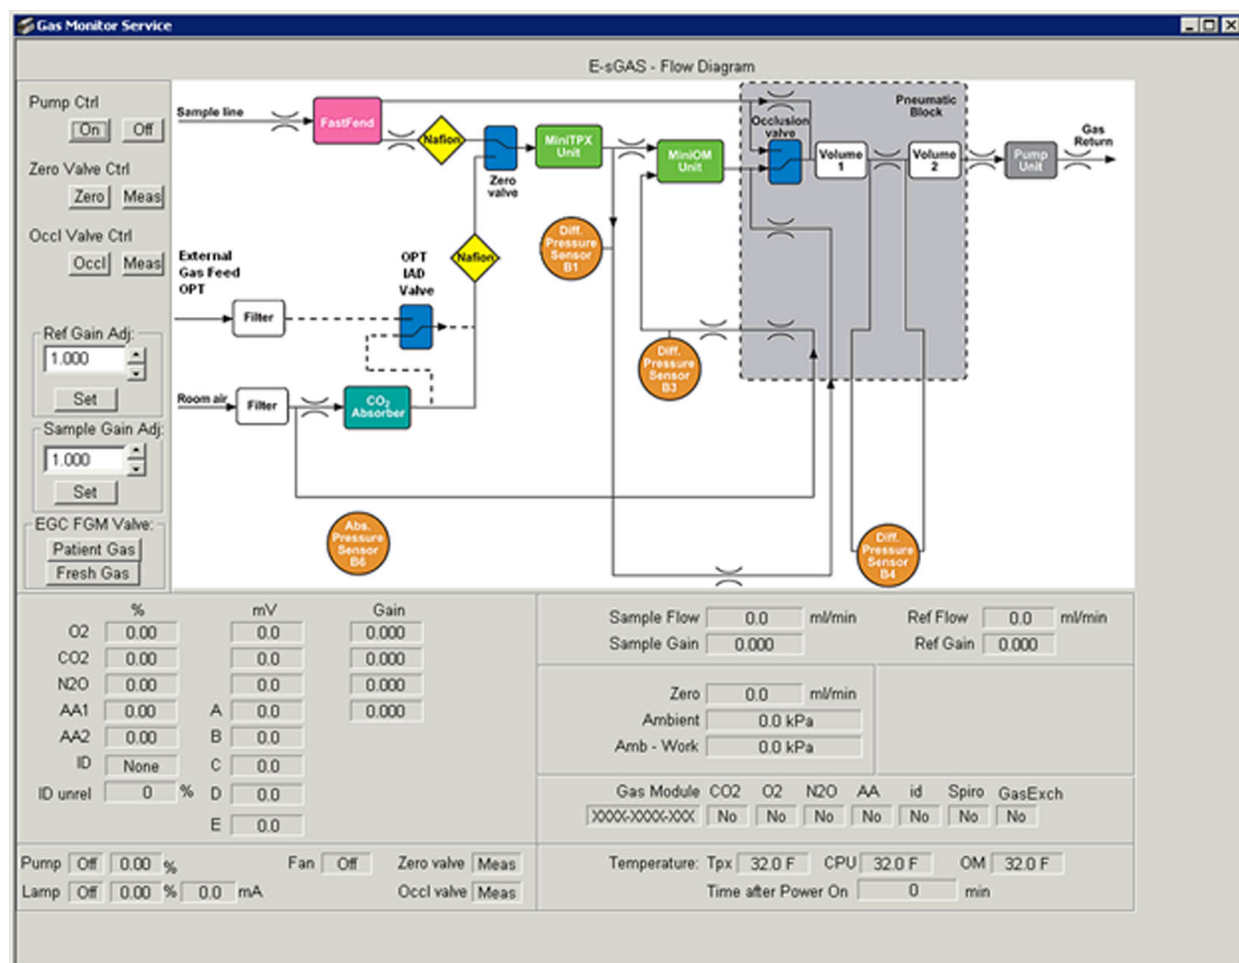 Gas Monitor Service
E-sGAS - Flow Diagram
Pump Ctrl
On Off
Zero Valve Ctrl
Zero Meas
Occl Valve Ctrl
Occl Meas
Ref Gain Adj:
1.000
Set
Sample Gain Adj:
1.000
Set
EGC FGM Valve:
Patient Gas
Fresh Gas
Sample line
FastFend
Nafion
Zero
valve
MiniTPX
Unit
MiniOM
Unit
Occlusion
valve
Pneumatic
Block
Volume
1
Volume
2
Pump
Unit
Gas
Return
Diff.
Pressure
Sensor
B1
Nafion
OPT
IAD
Valve
External
Gas Feed
OPT
Filter
Diff.
Pressure
Sensor
B3
Room air
Filter
CO2
Absorber
Abs.
Pressure
Sensor
B6
Diff.
Pressure
Sensor
B4
% mV Gain
O2 0.00 0.0 0.000
CO2 0.00 0.0 0.000
N2O 0.00 0.0 0.000
AA1 0.00 A 0.0 0.000
AA2 0.00 B 0.0
ID None C 0.0
ID unrel 0 % D 0.0
E 0.0
Sample Flow 0.0 ml/min Ref Flow 0.0 ml/min
Sample Gain 0.000 Ref Gain 0.000
Zero 0.0 ml/min
Ambient 0.0 kPa
Amb - Work 0.0 kPa
Gas Module CO2 O2 N2O AA id Spiro GasExch
XXXX-XXXX-XXX No No No No No No No
Pump Off 0.00 % Fan Off Zero valve Meas
Lamp Off 0.00 % 0.0 mA Occl valve Meas
Temperature: Tpx 32.0 F CPU 32.0 F OM 32.0 F
Time after Power On 0 min